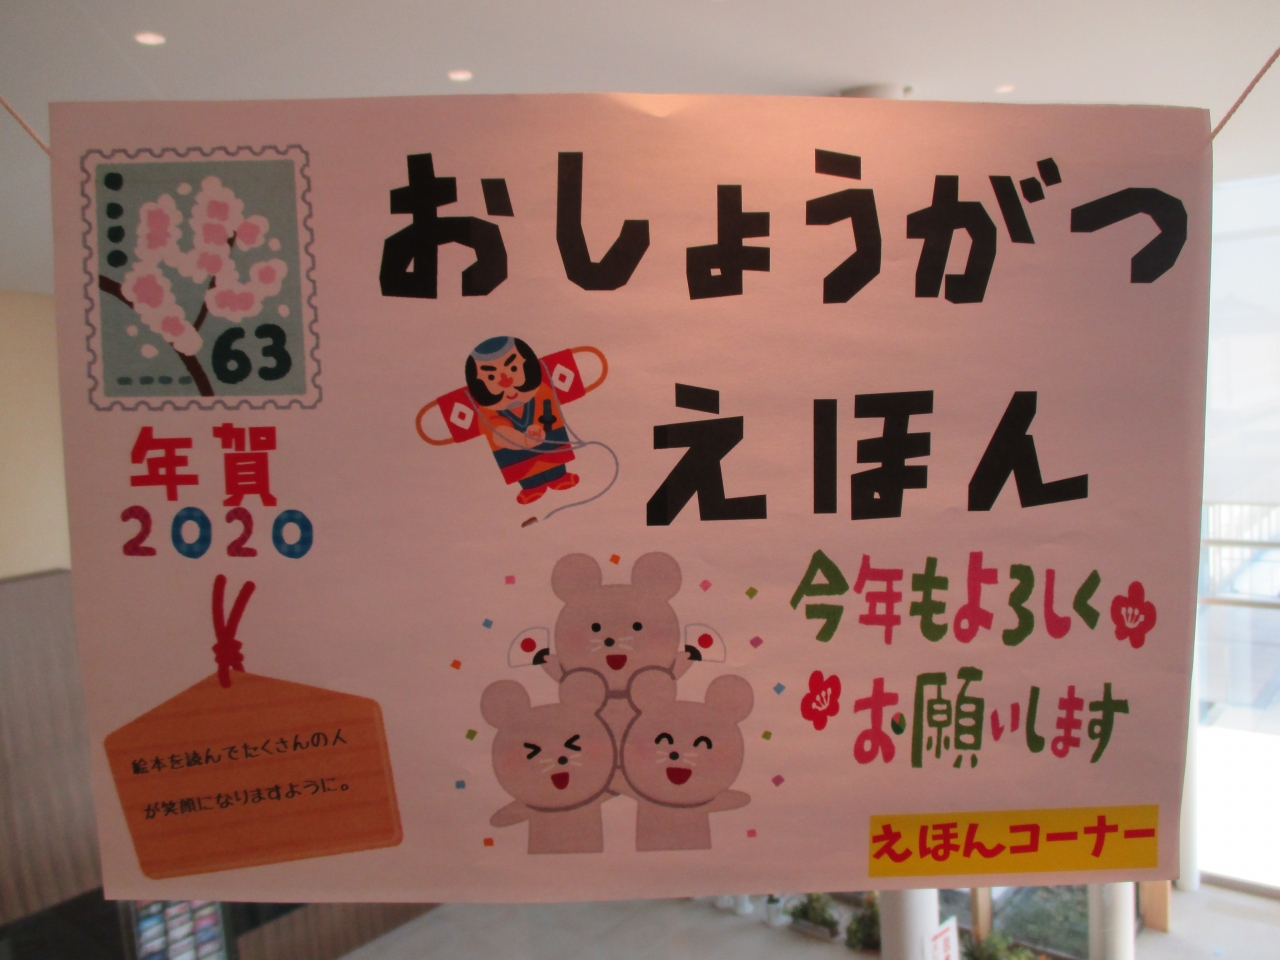 おしょうがつ
えほん
63
年賀
2020
今年もよろしく
お願いします
絵本を読んでたくさんの人
が笑顔になりますように。
えほんコーナー